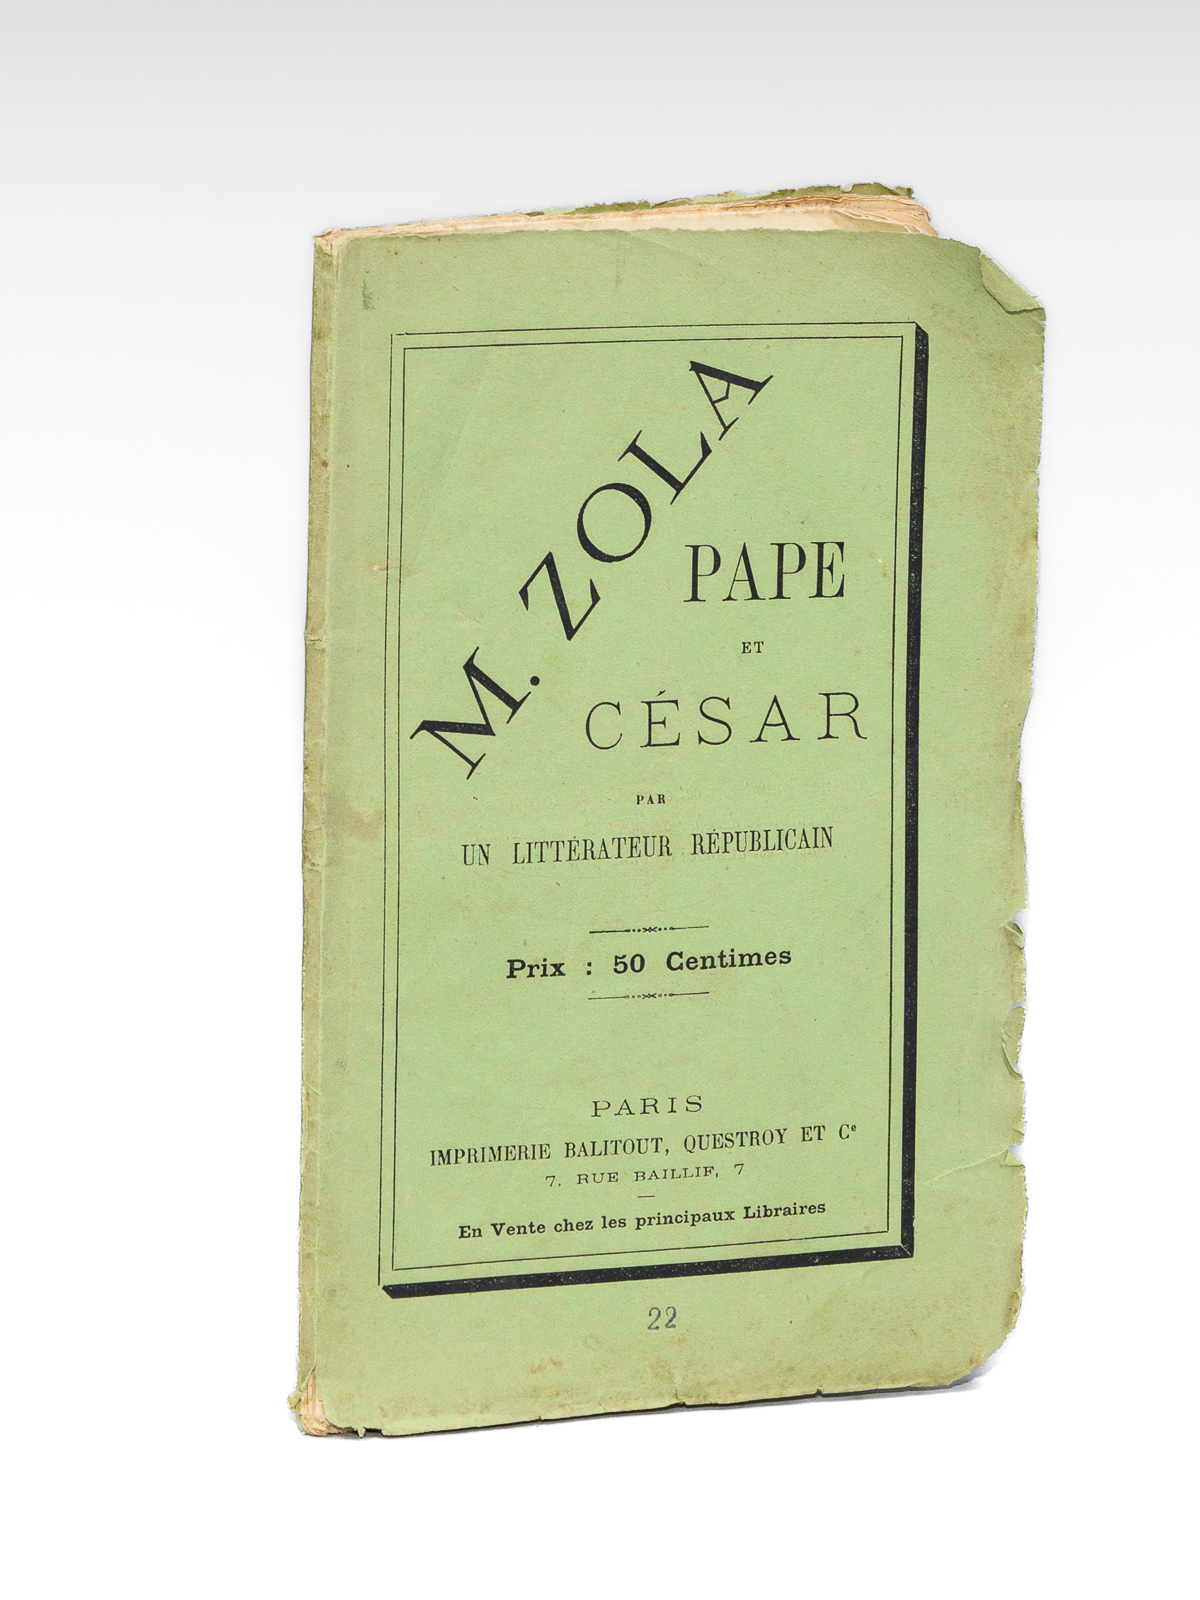 M. ZOLA
PAPE
ET
CÉSAR
PAR
UN LITTÉRATEUR RÉPUBLICAIN
Prix : 50 Centimes
PARIS
IMPRIMERIE BALITOUT, QUESTROY ET Cᵉ
7, RUE BAILLIF, 7
En Vente chez les principaux Libraires
22